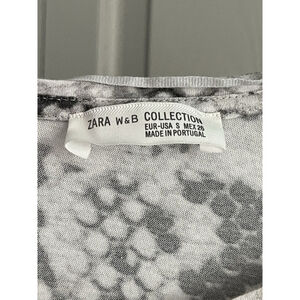 ZARA W&B COLLECTION
EUR-USA S MEX 26
MADE IN PORTUGAL